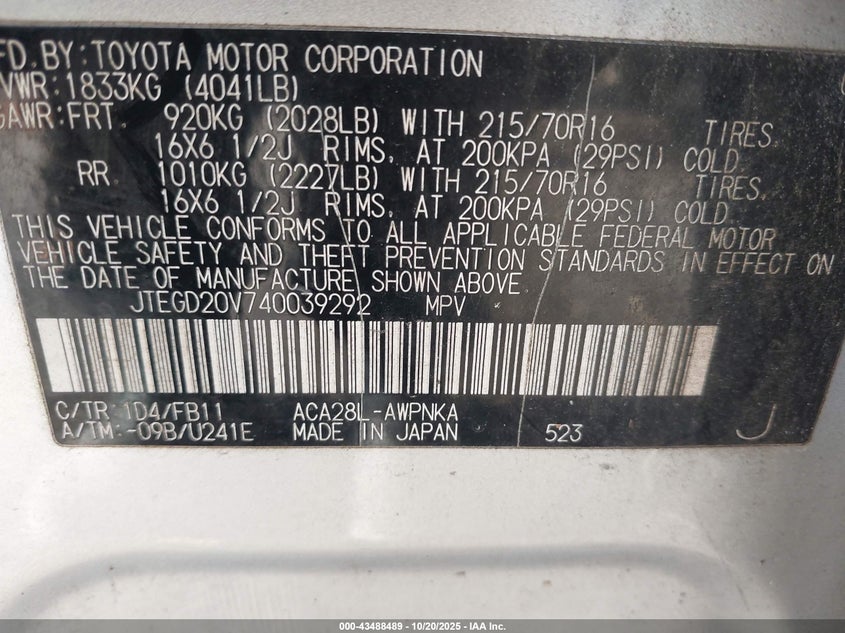 FD. BY: TOYOTA MOTOR CORPORATION
VWR: 1833KG (4041LB)
GAWR: FRT. 920KG (2028LB) WITH 215/70R16 TIRES.
16X6 1/2J RIMS, AT 200KPA (29PSI) COLD.
RR. 1010KG (2227LB) WITH 215/70R16 TIRES.
16X6 1/2J RIMS, AT 200KPA (29PSI) COLD.
THIS VEHICLE CONFORMS TO ALL APPLICABLE FEDERAL MOTOR
VEHICLE SAFETY AND THEFT PREVENTION STANDARDS IN EFFECT ON
THE DATE OF MANUFACTURE SHOWN ABOVE.
JTEGD20V740039292 MPV
C/TR: 1D4/FB11 ACA28L-AWPNKA
A/TM: -09B/U241E MADE IN JAPAN 523 J
000-43488489 - 10/20/2025 - IAA Inc.